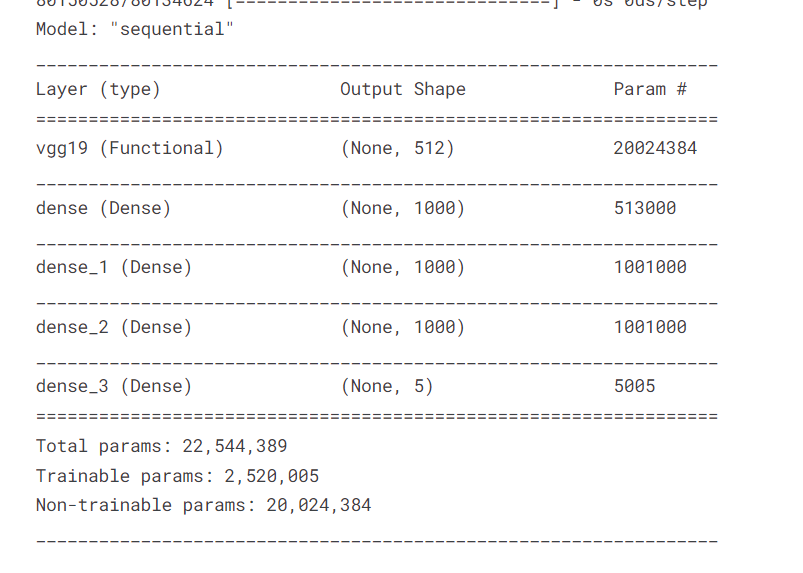 80150528/80134624 [==============================] - 0s 0us/step
Model: "sequential"
_________________________________________________________________
Layer (type) Output Shape Param #
=================================================================
vgg19 (Functional) (None, 512) 20024384
_________________________________________________________________
dense (Dense) (None, 1000) 513000
_________________________________________________________________
dense_1 (Dense) (None, 1000) 1001000
_________________________________________________________________
dense_2 (Dense) (None, 1000) 1001000
_________________________________________________________________
dense_3 (Dense) (None, 5) 5005
=================================================================
Total params: 22,544,389
Trainable params: 2,520,005
Non-trainable params: 20,024,384
_________________________________________________________________